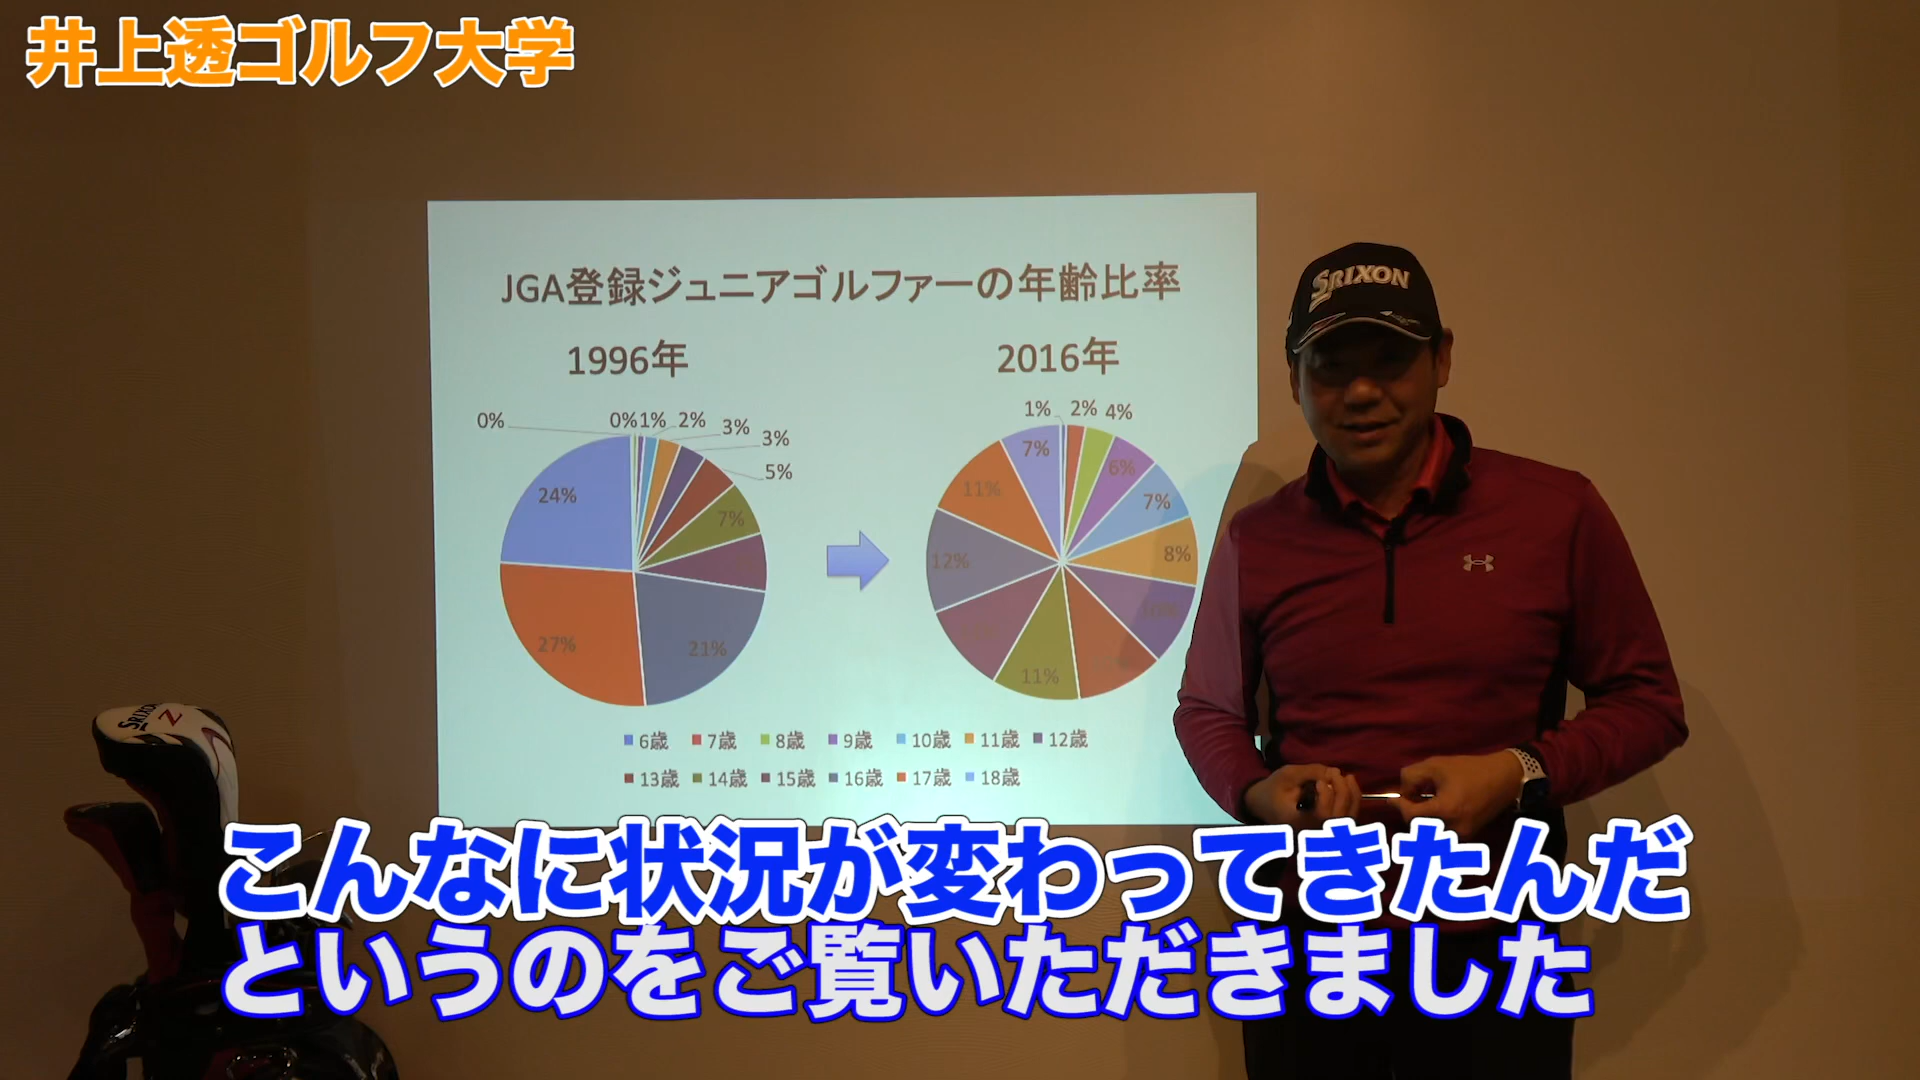 井上透ゴルフ大学
JGA登録ジュニアゴルファーの年齢比率
1996年
2016年
0%
0%
1%
2%
3%
3%
5%
7%
21%
27%
24%
1%
2%
4%
6%
7%
8%
11%
12%
11%
7%
6歳 7歳 8歳 9歳 10歳 11歳 12歳
13歳 14歳 15歳 16歳 17歳 18歳
SRIXON
SRIXON Z
こんなに状況が変わってきたんだ
というのをご覧いただきました